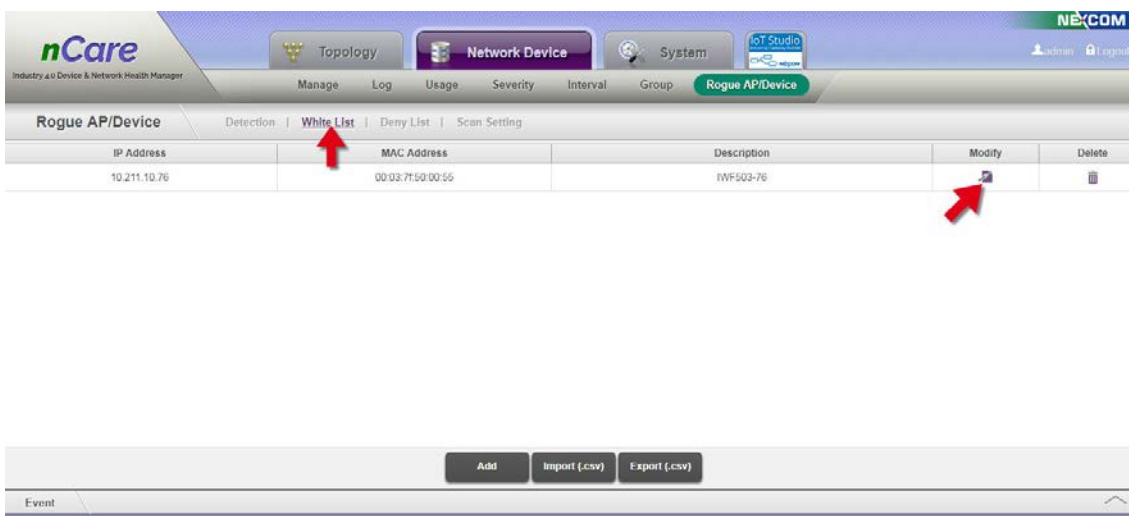 NEXCOM
nCare
Industry 4.0 Device & Network Health Manager
Topology Network Device System IoT Studio
admin Logout
Manage Log Usage Severity Interval Group Rogue AP/Device
Rogue AP/Device Detection | White List | Deny List | Scan Setting
IP Address MAC Address Description Modify Delete
10.211.10.76 00:03:7f:50:00:55 IWF503-76
Add Import (.csv) Export (.csv)
Event